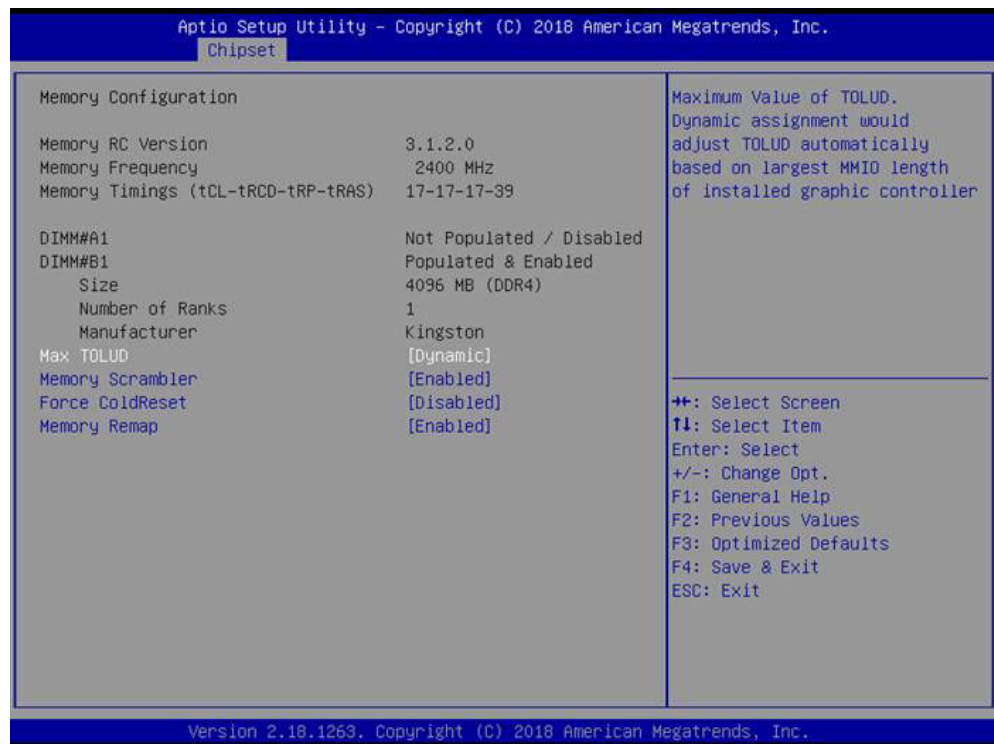 Aptio Setup Utility – Copyright (C) 2018 American Megatrends, Inc.
Chipset
Memory Configuration
Memory RC Version 3.1.2.0
Memory Frequency 2400 MHz
Memory Timings (tCL-tRCD-tRP-tRAS) 17-17-17-39
DIMM#A1 Not Populated / Disabled
DIMM#B1 Populated & Enabled
Size 4096 MB (DDR4)
Number of Ranks 1
Manufacturer Kingston
Max TOLUD [Dynamic]
Memory Scrambler [Enabled]
Force ColdReset [Disabled]
Memory Remap [Enabled]
Maximum Value of TOLUD.
Dynamic assignment would
adjust TOLUD automatically
based on largest MMIO length
of installed graphic controller
→←: Select Screen
↑↓: Select Item
Enter: Select
+/-: Change Opt.
F1: General Help
F2: Previous Values
F3: Optimized Defaults
F4: Save & Exit
ESC: Exit
Version 2.18.1263. Copyright (C) 2018 American Megatrends, Inc.